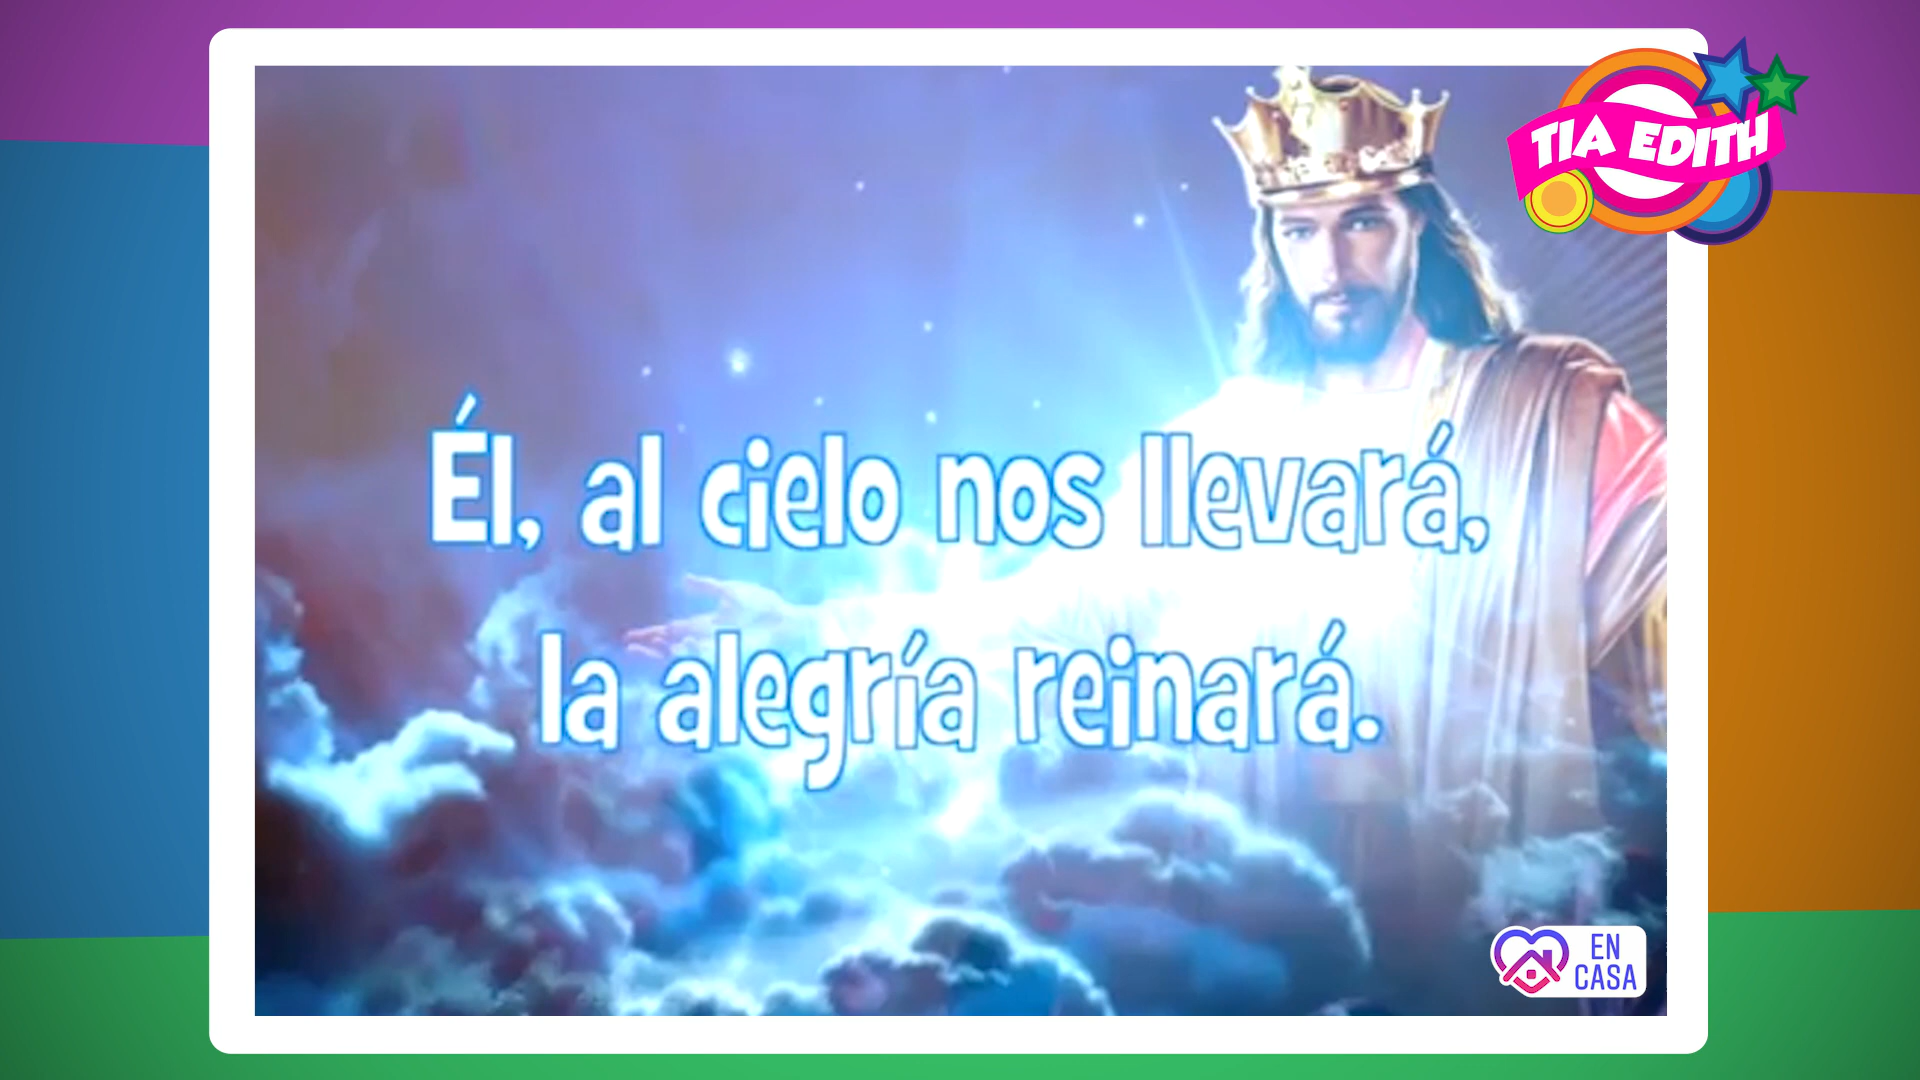 TIA EDITH
Él, al cielo nos llevará,
la alegría reinará.
EN
CASA